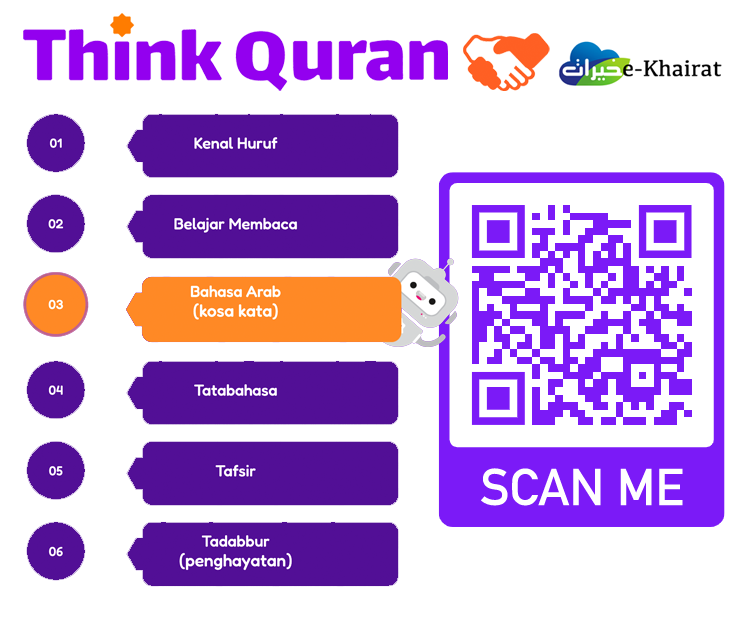 Think Quran
خيرات e-Khairat
01
Kenal Huruf
02
Belajar Membaca
03
Bahasa Arab
(kosa kata)
04
Tatabahasa
05
Tafsir
06
Tadabbur
(penghayatan)
SCAN ME